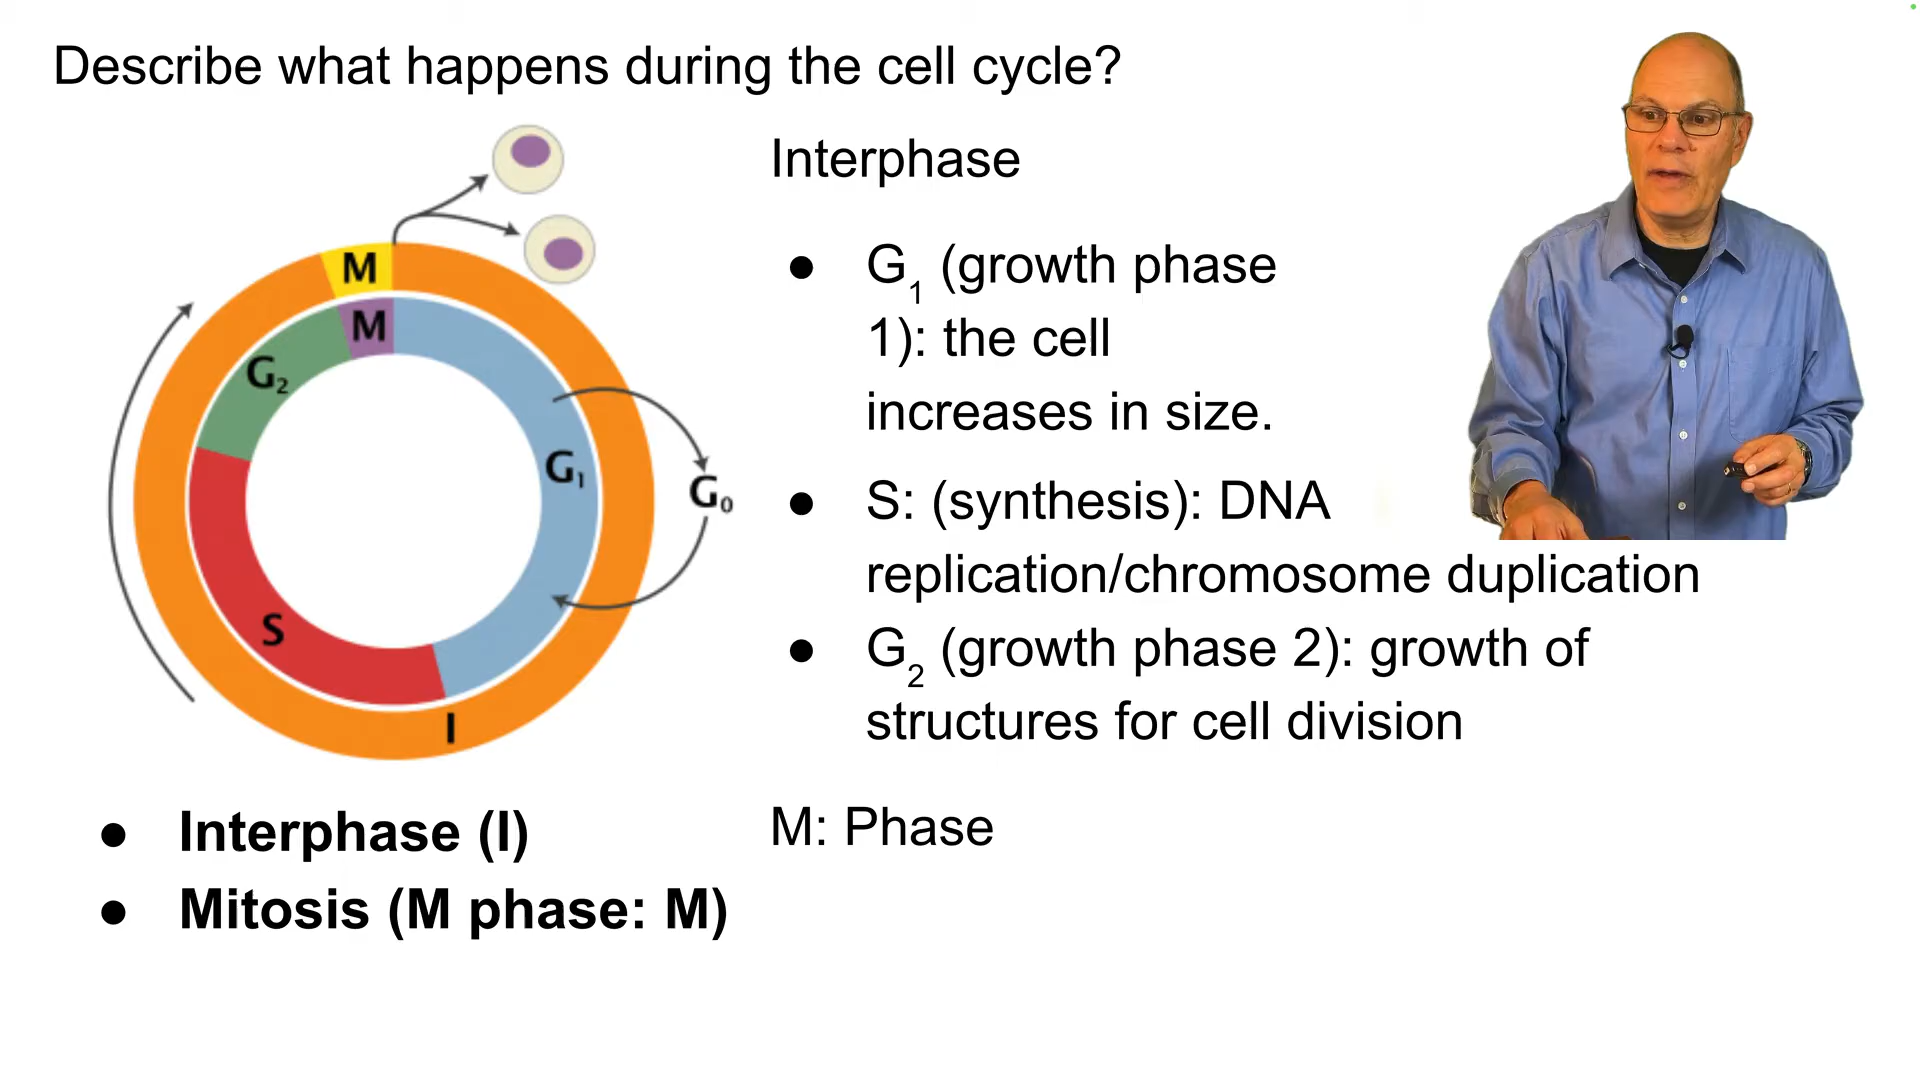 Describe what happens during the cell cycle?
M
M
G2
G1
G0
S
I
● Interphase (I)
● Mitosis (M phase: M)
Interphase
● G1 (growth phase
1): the cell
increases in size.
● S: (synthesis): DNA
replication/chromosome duplication
● G2 (growth phase 2): growth of
structures for cell division
M: Phase